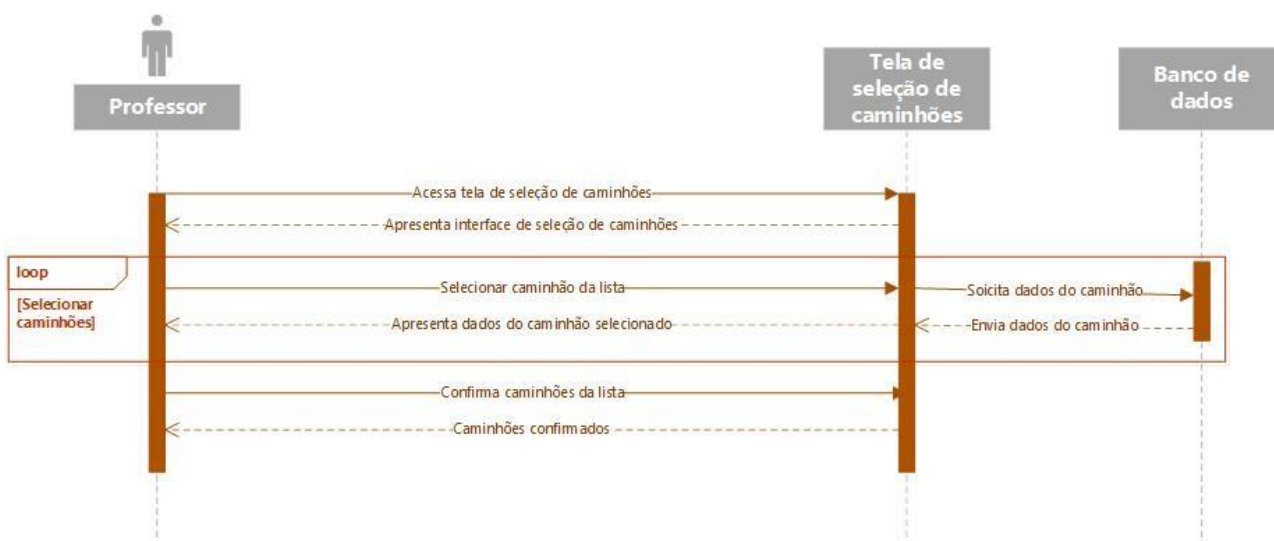 Professor
Tela de
seleção de
caminhões
Banco de
dados
Acessa tela de seleção de caminhões
Apresenta interface de seleção de caminhões
loop
[Selecionar
caminhões]
Selecionar caminhão da lista
Soicita dados do caminhão
Apresenta dados do caminhão selecionado
Envia dados do caminhão
Confirma caminhões da lista
Caminhões confirmados